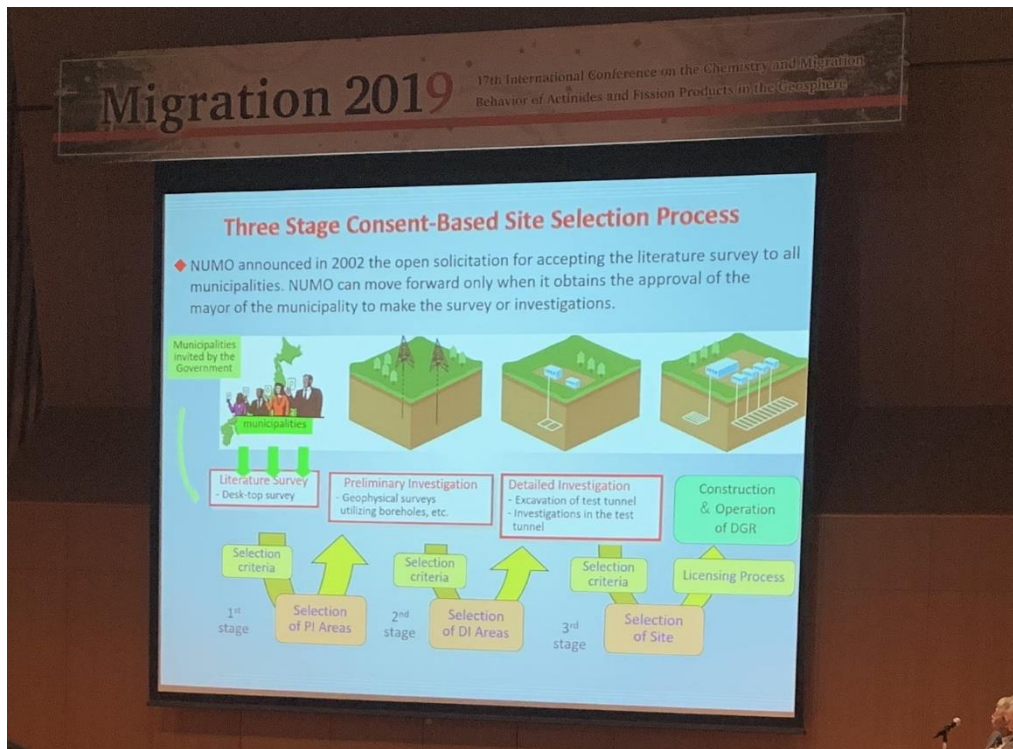 Migration 2019
17th International Conference on the Chemistry and Migration
Behavior of Actinides and Fission Products in the Geosphere
Three Stage Consent-Based Site Selection Process
NUMO announced in 2002 the open solicitation for accepting the literature survey to all
municipalities. NUMO can move forward only when it obtains the approval of the
mayor of the municipality to make the survey or investigations.
Municipalities
invited by the
Government
municipalities
Literature Survey
- Desk-top survey
Preliminary Investigation
- Geophysical surveys
utilizing boreholes, etc.
Detailed Investigation
- Excavation of test tunnel
- Investigations in the test
tunnel
Construction
& Operation
of DGR
Selection
criteria
Selection
criteria
Selection
criteria
Licensing Process
1st
stage
Selection
of PI Areas
2nd
stage
Selection
of DI Areas
3rd
stage
Selection
of Site